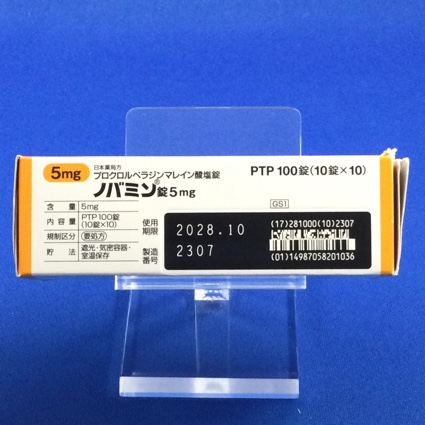 5mg
日本薬局方
プロクロルペラジンマレイン酸塩錠
ノバミン®錠5mg
PTP 100錠(10錠×10)
含量 5mg
内容量 PTP100錠
(10錠×10)
規制区分 要処方
貯法 遮光・気密容器・
室温保存
使用
期限
2028.10
製造
番号
2307
GS1
(17)281000(10)2307
(01)14987058201036